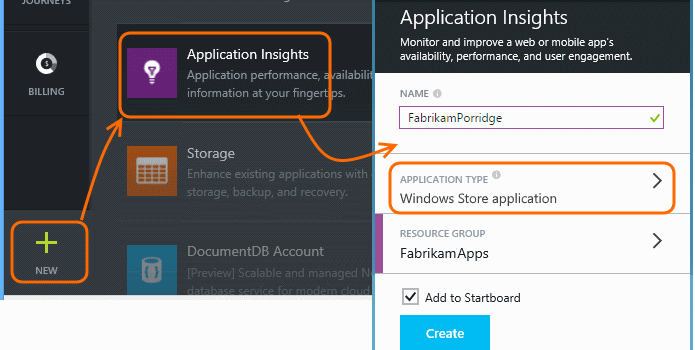 JOURNEYS
BILLING
NEW
Application Insights
Application performance, availability
information at your fingertips.
Storage
Enhance existing applications with
storage, backup, and recovery.
DocumentDB Account
[Preview] Scalable and managed
database service for modern cloud
Application Insights
Monitor and improve a web or mobile app's
availability, performance, and user engagement.
NAME
FabrikamPorridge
APPLICATION TYPE
Windows Store application
RESOURCE GROUP
FabrikamApps
Add to Startboard
Create